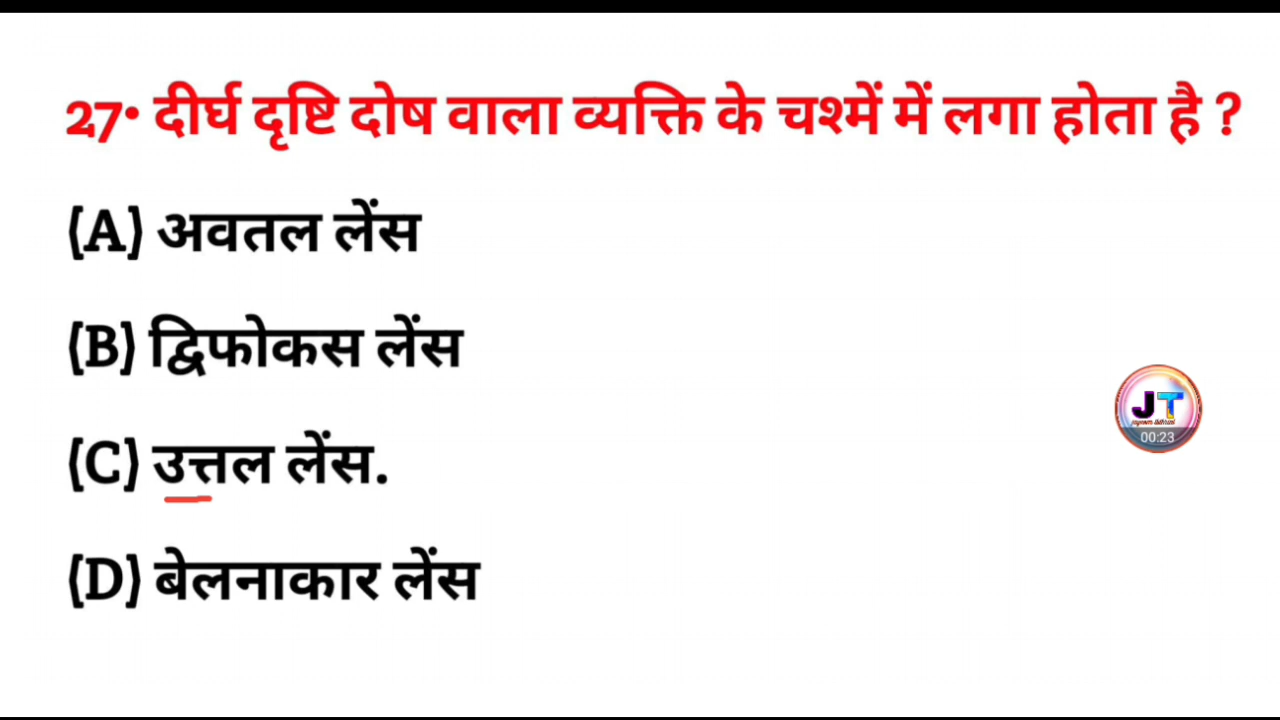 27• दीर्घ दृष्टि दोष वाला व्यक्ति के चश्में में लगा होता है ?
(A) अवतल लेंस
(B) द्विफोकस लेंस
(C) उत्तल लेंस.
(D) बेलनाकार लेंस
JT
00:23